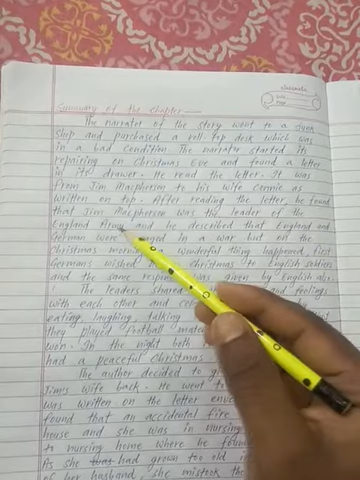 classmate
Date
Page
Summary of the chapter
The narrator of the story went to a junk
shop and purchased a roll-top desk which was
in a bad condition. The narrator started its
repairing on Christmas Eve and found a letter
in its drawer. He read the letter. It was
from Jim Macpherson to his wife Connie as
written on top. After reading the letter, he found
that Jim Macpherson was the leader of the
England Army and he described that England and
German were in a war but on the
Christmas morning a wonderful thing happened, first
Germans wished christmas to English soldiers
and the same was given by English also.
The leaders shared and feelings
with each other and
eating, laughing, talking
they played football
won. In the night both
had a peaceful Christmas
The author decided to
Jim's wife back. He went to
was written on the letter
found that an accidental fire
house and she was in nursing
to nursing home where he
As she had grown too old
of her husband, she mistook the